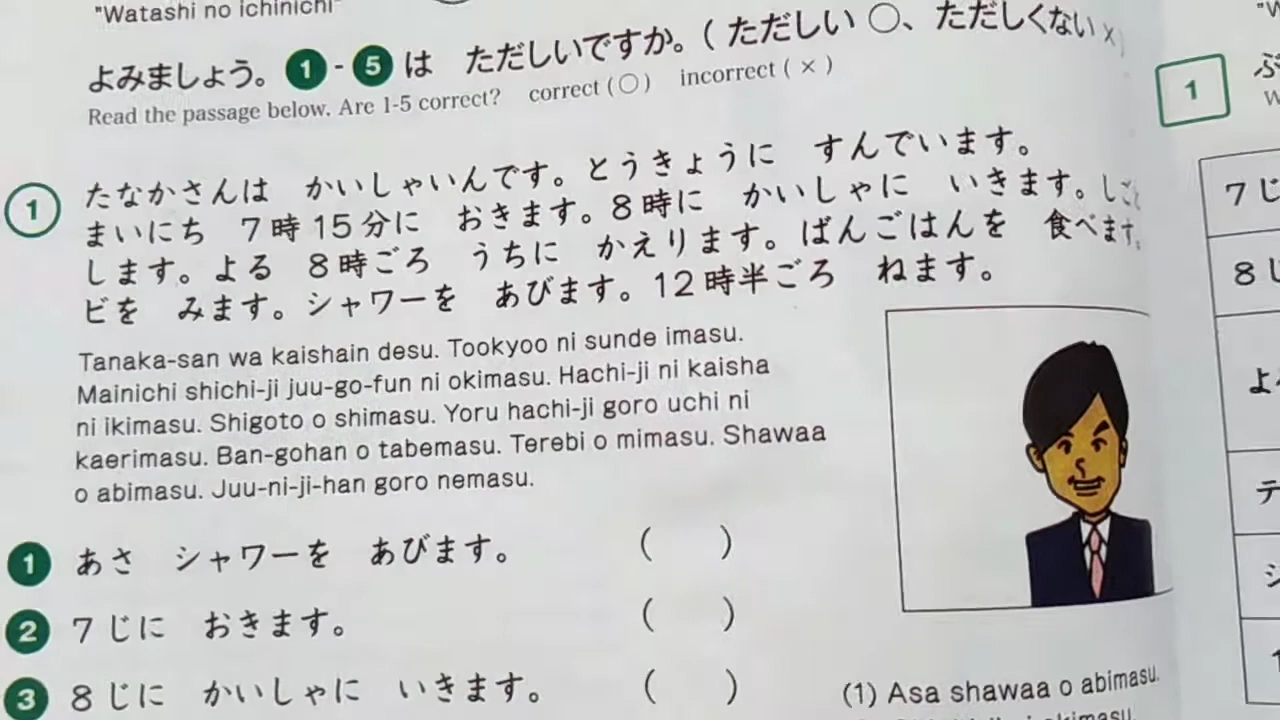 "Watashi no ichinichi"
よみましょう。 1 - 5 は ただしいですか。( ただしい ○、ただしくない ×)
Read the passage below. Are 1-5 correct? correct (○) incorrect ( × )
1 たなかさんは かいしゃいんです。とうきょうに すんでいます。
まいにち 7時15分に おきます。8時に かいしゃに いきます。しご
します。よる 8時ごろ うちに かえります。ばんごはんを 食べます。
ビを みます。シャワーを あびます。12時半ごろ ねます。
Tanaka-san wa kaishain desu. Tookyoo ni sunde imasu.
Mainichi shichi-ji juu-go-fun ni okimasu. Hachi-ji ni kaisha
ni ikimasu. Shigoto o shimasu. Yoru hachi-ji goro uchi ni
kaerimasu. Ban-gohan o tabemasu. Terebi o mimasu. Shawaa
o abimasu. Juu-ni-ji-han goro nemasu.
1 あさ シャワーを あびます。 ( )
2 7じに おきます。 ( )
3 8じに かいしゃに いきます。 ( )
(1) Asa shawaa o abimasu.
1
7じ
8じ